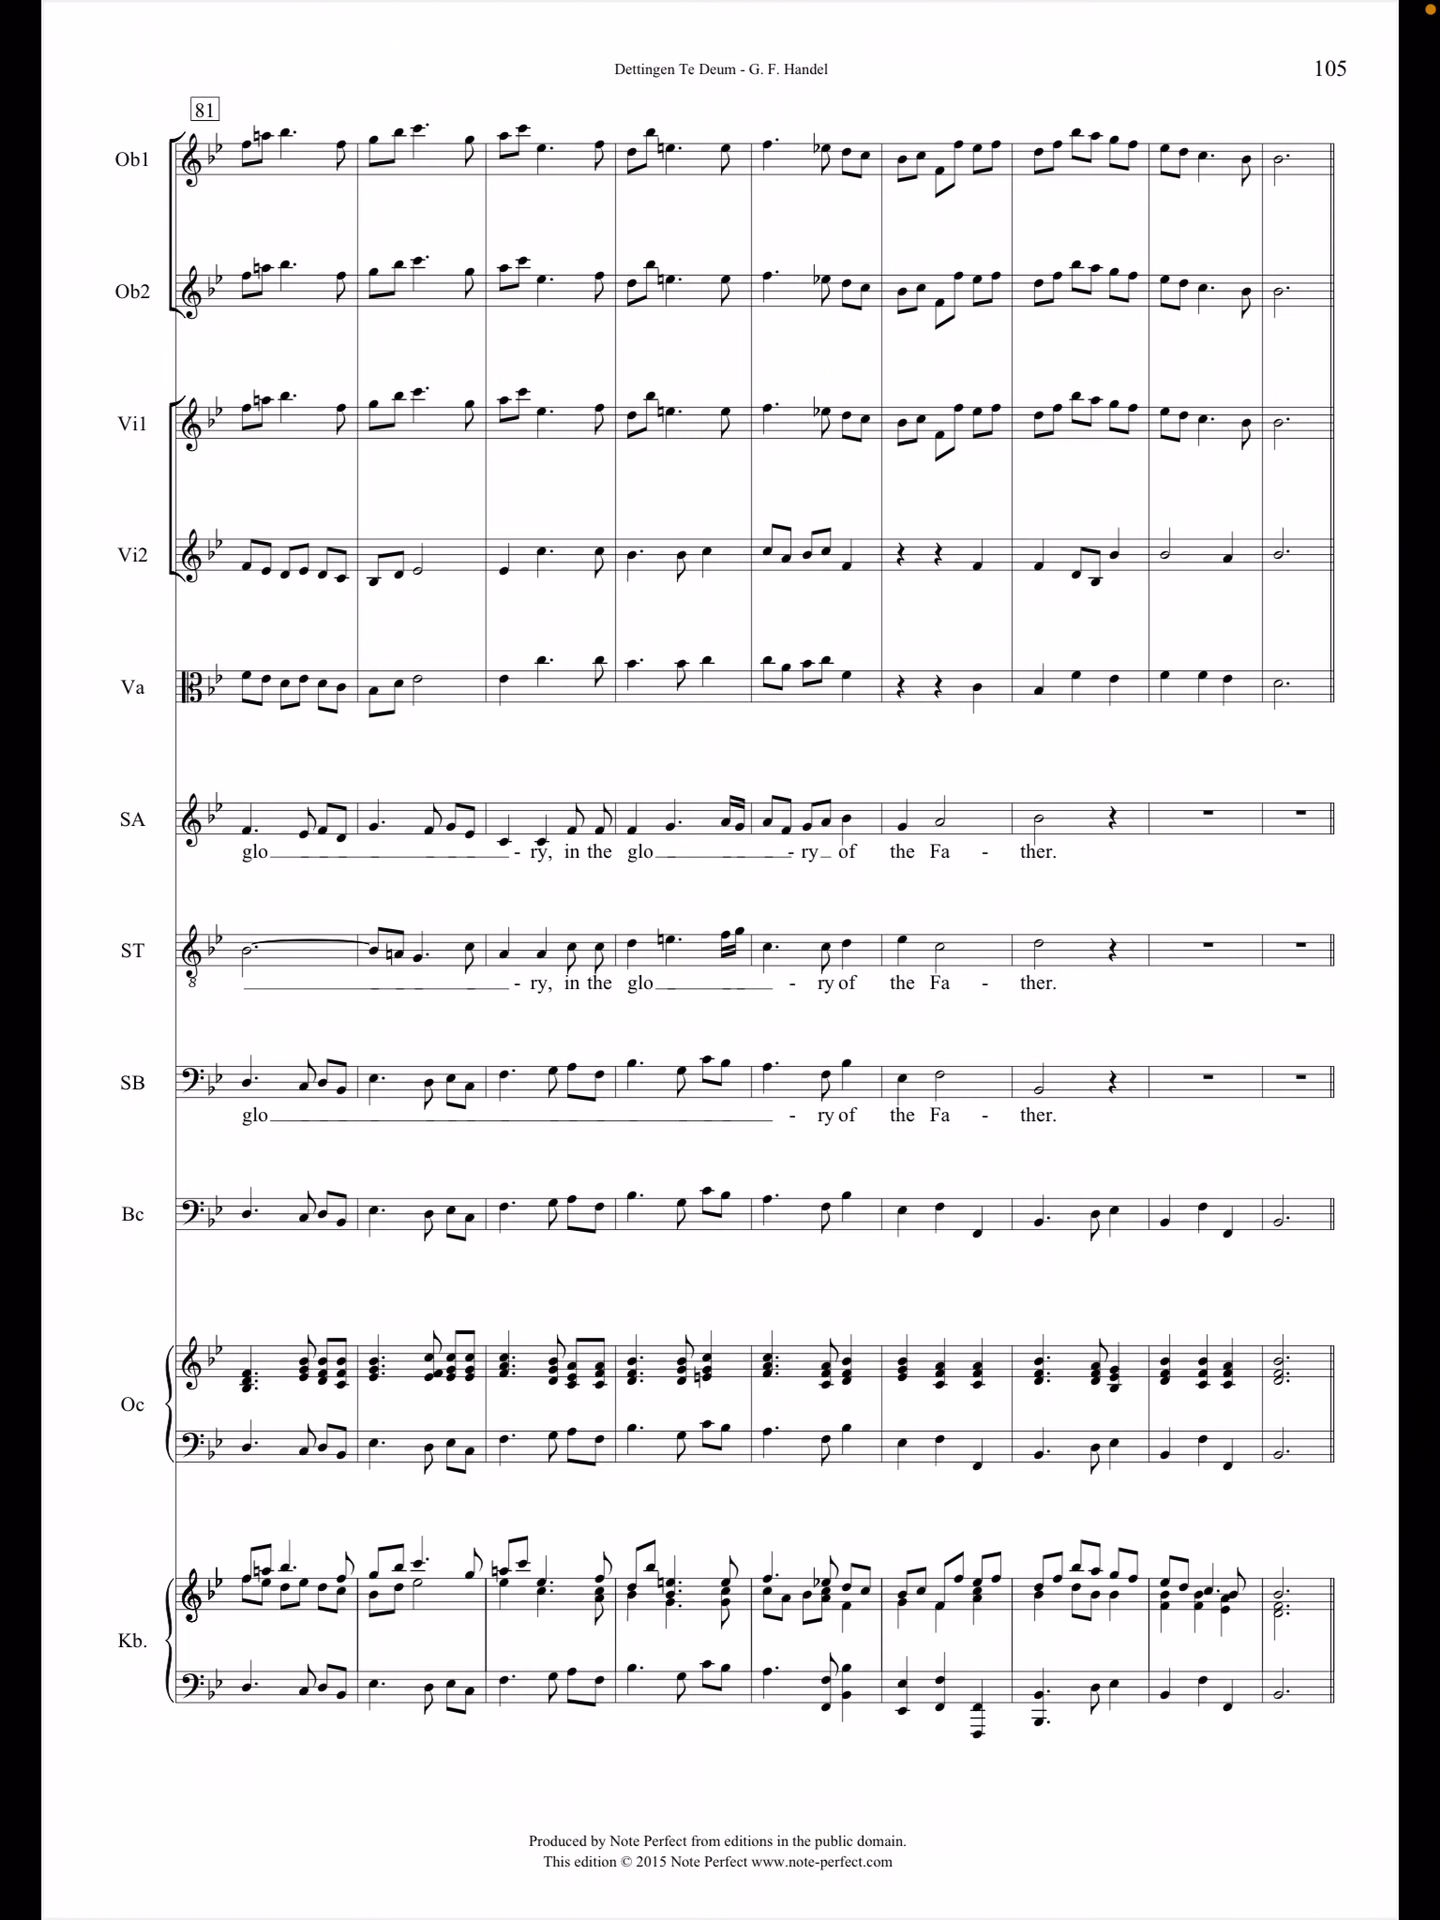 Dettingen Te Deum - G. F. Handel
105
81
Ob1
Ob2
Vi1
Vi2
Va
SA
glo - ry, in the glo - ry of the Fa - ther.
ST
8
- ry, in the glo - ry of the Fa - ther.
SB
glo - ry of the Fa - ther.
Bc
Oc
Kb.
Produced by Note Perfect from editions in the public domain.
This edition © 2015 Note Perfect www.note-perfect.com